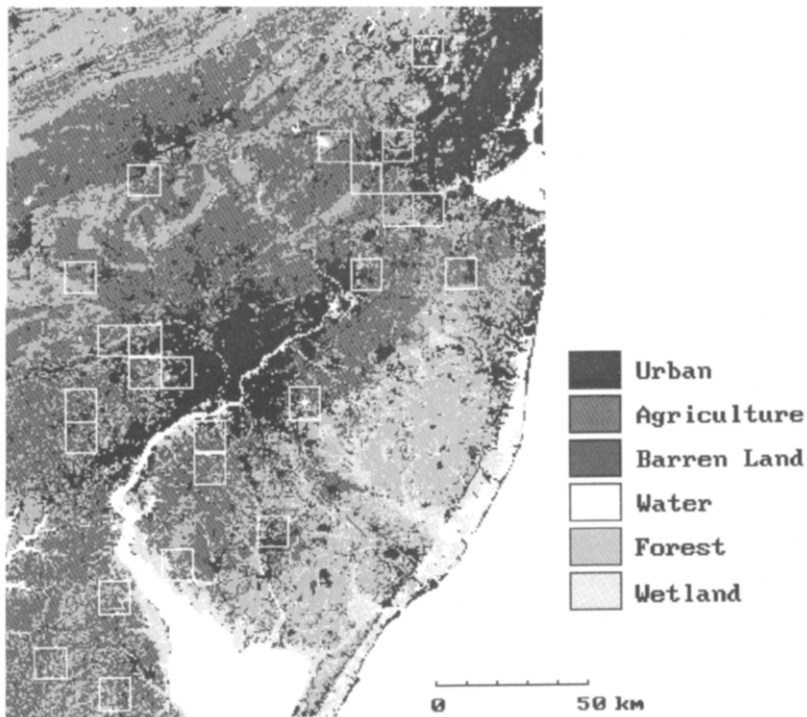 Urban
Agriculture
Barren Land
Water
Forest
Wetland
0 50 km